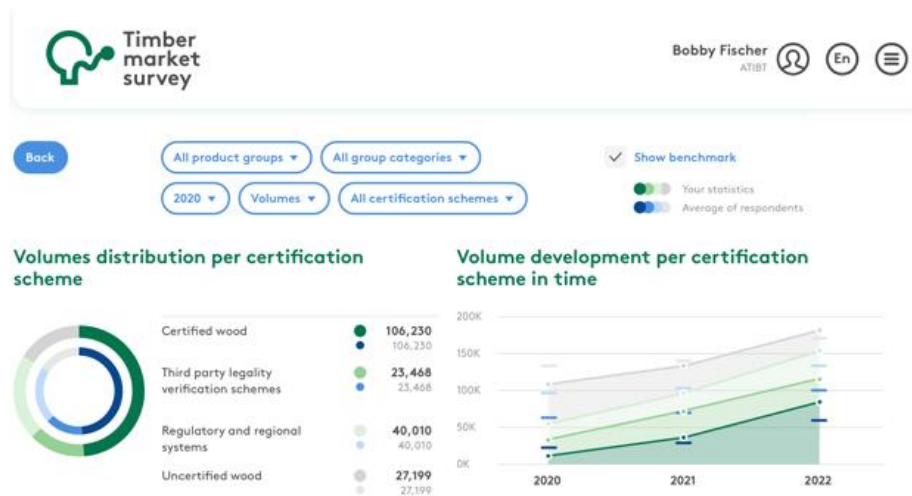 Timber
market
survey
Bobby Fischer
ATIBT
En
Back
All product groups
All group categories
Show benchmark
2020
Volumes
All certification schemes
Your statistics
Average of respondents
Volumes distribution per certification
scheme
Certified wood
106,230
106,230
Third party legality
verification schemes
23,468
23,468
Regulatory and regional
systems
40,010
40,010
Uncertified wood
27,199
27,199
Volume development per certification
scheme in time
200K
150K
100K
50K
0K
2020
2021
2022